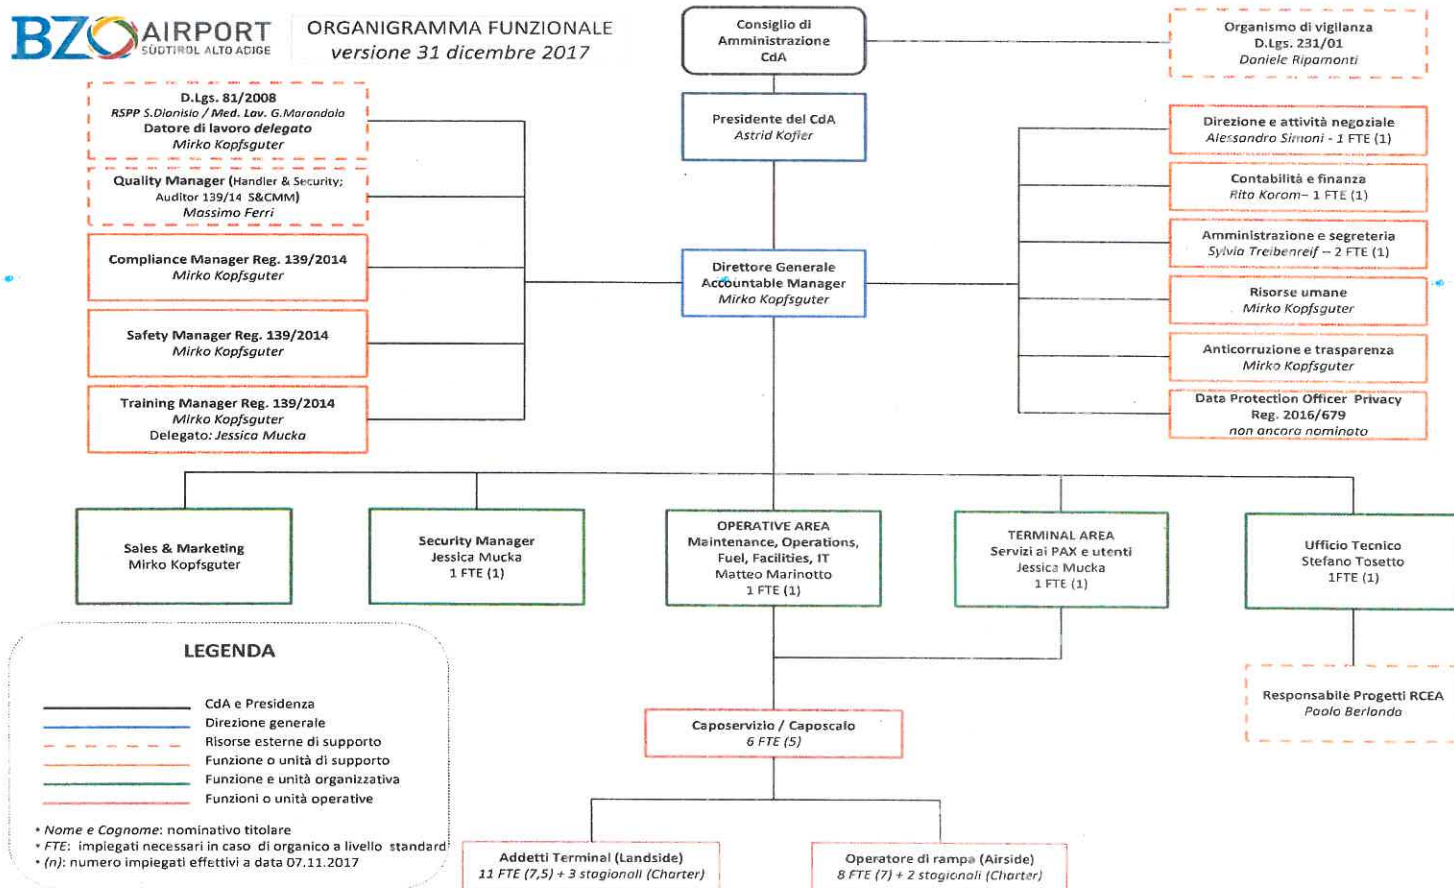 BZO AIRPORT
SÜDTIROL ALTO ADIGE
ORGANIGRAMMA FUNZIONALE
versione 31 dicembre 2017
Consiglio di
Amministrazione
CdA
Organismo di vigilanza
D.Lgs. 231/01
Daniele Ripamonti
D.Lgs. 81/2008
RSPP S.Dionisio / Med. Lav. G.Marandola
Datore di lavoro delegato
Mirko Kopfsguter
Presidente del CdA
Astrid Kofler
Direzione e attività negoziale
Alessandro Simoni - 1 FTE (1)
Quality Manager (Handler & Security;
Auditor 139/14 S&CMM)
Massimo Ferri
Contabilità e finanza
Rita Koram– 1 FTE (1)
Compliance Manager Reg. 139/2014
Mirko Kopfsguter
Direttore Generale
Accountable Manager
Mirko Kopfsguter
Amministrazione e segreteria
Sylvia Treibenreif – 2 FTE (1)
Risorse umane
Mirko Kopfsguter
Safety Manager Reg. 139/2014
Mirko Kopfsguter
Anticorruzione e trasparenza
Mirko Kopfsguter
Training Manager Reg. 139/2014
Mirko Kopfsguter
Delegato: Jessica Mucka
Data Protection Officer Privacy
Reg. 2016/679
non ancora nominato
Sales & Marketing
Mirko Kopfsguter
Security Manager
Jessica Mucka
1 FTE (1)
OPERATIVE AREA
Maintenance, Operations,
Fuel, Facilities, IT
Matteo Marinotto
1 FTE (1)
TERMINAL AREA
Servizi ai PAX e utenti
Jessica Mucka
1 FTE (1)
Ufficio Tecnico
Stefano Tosetto
1FTE (1)
Responsabile Progetti RCEA
Paolo Berlanda
Caposervizio / Caposcalo
6 FTE (5)
Addetti Terminal (Landside)
11 FTE (7,5) + 3 stagionali (Charter)
Operatore di rampa (Airside)
8 FTE (7) + 2 stagionali (Charter)
LEGENDA
CdA e Presidenza
Direzione generale
Risorse esterne di supporto
Funzione o unità di supporto
Funzione e unità organizzativa
Funzioni o unità operative
• Nome e Cognome: nominativo titolare
• FTE: impiegati necessari in caso di organico a livello standard
• (n): numero impiegati effettivi a data 07.11.2017